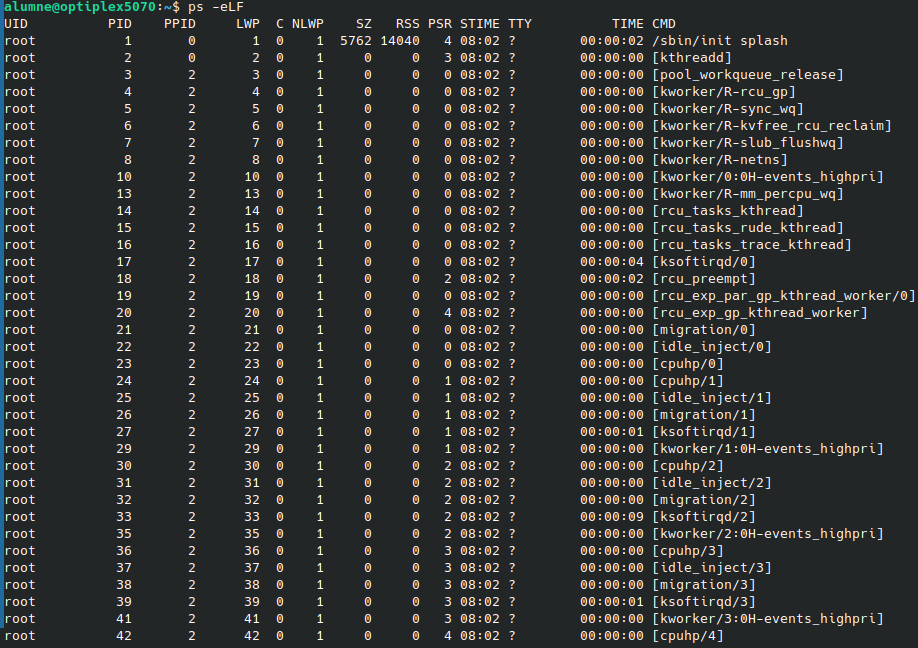 alumne@optiplex5070:~$ ps -eLF
UID          PID    PPID     LWP  C NLWP    SZ   RSS PSR STIME TTY          TIME CMD
root           1       0       1  0    1  5762 14040   4 08:02 ?        00:00:02 /sbin/init splash
root           2       0       2  0    1     0     0   3 08:02 ?        00:00:00 [kthreadd]
root           3       2       3  0    1     0     0   0 08:02 ?        00:00:00 [pool_workqueue_release]
root           4       2       4  0    1     0     0   0 08:02 ?        00:00:00 [kworker/R-rcu_gp]
root           5       2       5  0    1     0     0   0 08:02 ?        00:00:00 [kworker/R-sync_wq]
root           6       2       6  0    1     0     0   0 08:02 ?        00:00:00 [kworker/R-kvfree_rcu_reclaim]
root           7       2       7  0    1     0     0   0 08:02 ?        00:00:00 [kworker/R-slub_flushwq]
root           8       2       8  0    1     0     0   0 08:02 ?        00:00:00 [kworker/R-netns]
root          10       2      10  0    1     0     0   0 08:02 ?        00:00:00 [kworker/0:0H-events_highpri]
root          13       2      13  0    1     0     0   0 08:02 ?        00:00:00 [kworker/R-mm_percpu_wq]
root          14       2      14  0    1     0     0   0 08:02 ?        00:00:00 [rcu_tasks_kthread]
root          15       2      15  0    1     0     0   0 08:02 ?        00:00:00 [rcu_tasks_rude_kthread]
root          16       2      16  0    1     0     0   0 08:02 ?        00:00:00 [rcu_tasks_trace_kthread]
root          17       2      17  0    1     0     0   0 08:02 ?        00:00:04 [ksoftirqd/0]
root          18       2      18  0    1     0     0   2 08:02 ?        00:00:02 [rcu_preempt]
root          19       2      19  0    1     0     0   0 08:02 ?        00:00:00 [rcu_exp_par_gp_kthread_worker/0]
root          20       2      20  0    1     0     0   4 08:02 ?        00:00:00 [rcu_exp_gp_kthread_worker]
root          21       2      21  0    1     0     0   0 08:02 ?        00:00:00 [migration/0]
root          22       2      22  0    1     0     0   0 08:02 ?        00:00:00 [idle_inject/0]
root          23       2      23  0    1     0     0   0 08:02 ?        00:00:00 [cpuhp/0]
root          24       2      24  0    1     0     0   1 08:02 ?        00:00:00 [cpuhp/1]
root          25       2      25  0    1     0     0   1 08:02 ?        00:00:00 [idle_inject/1]
root          26       2      26  0    1     0     0   1 08:02 ?        00:00:00 [migration/1]
root          27       2      27  0    1     0     0   1 08:02 ?        00:00:01 [ksoftirqd/1]
root          29       2      29  0    1     0     0   1 08:02 ?        00:00:00 [kworker/1:0H-events_highpri]
root          30       2      30  0    1     0     0   2 08:02 ?        00:00:00 [cpuhp/2]
root          31       2      31  0    1     0     0   2 08:02 ?        00:00:00 [idle_inject/2]
root          32       2      32  0    1     0     0   2 08:02 ?        00:00:00 [migration/2]
root          33       2      33  0    1     0     0   2 08:02 ?        00:00:09 [ksoftirqd/2]
root          35       2      35  0    1     0     0   2 08:02 ?        00:00:00 [kworker/2:0H-events_highpri]
root          36       2      36  0    1     0     0   3 08:02 ?        00:00:00 [cpuhp/3]
root          37       2      37  0    1     0     0   3 08:02 ?        00:00:00 [idle_inject/3]
root          38       2      38  0    1     0     0   3 08:02 ?        00:00:00 [migration/3]
root          39       2      39  0    1     0     0   3 08:02 ?        00:00:01 [ksoftirqd/3]
root          41       2      41  0    1     0     0   3 08:02 ?        00:00:00 [kworker/3:0H-events_highpri]
root          42       2      42  0    1     0     0   4 08:02 ?        00:00:00 [cpuhp/4]